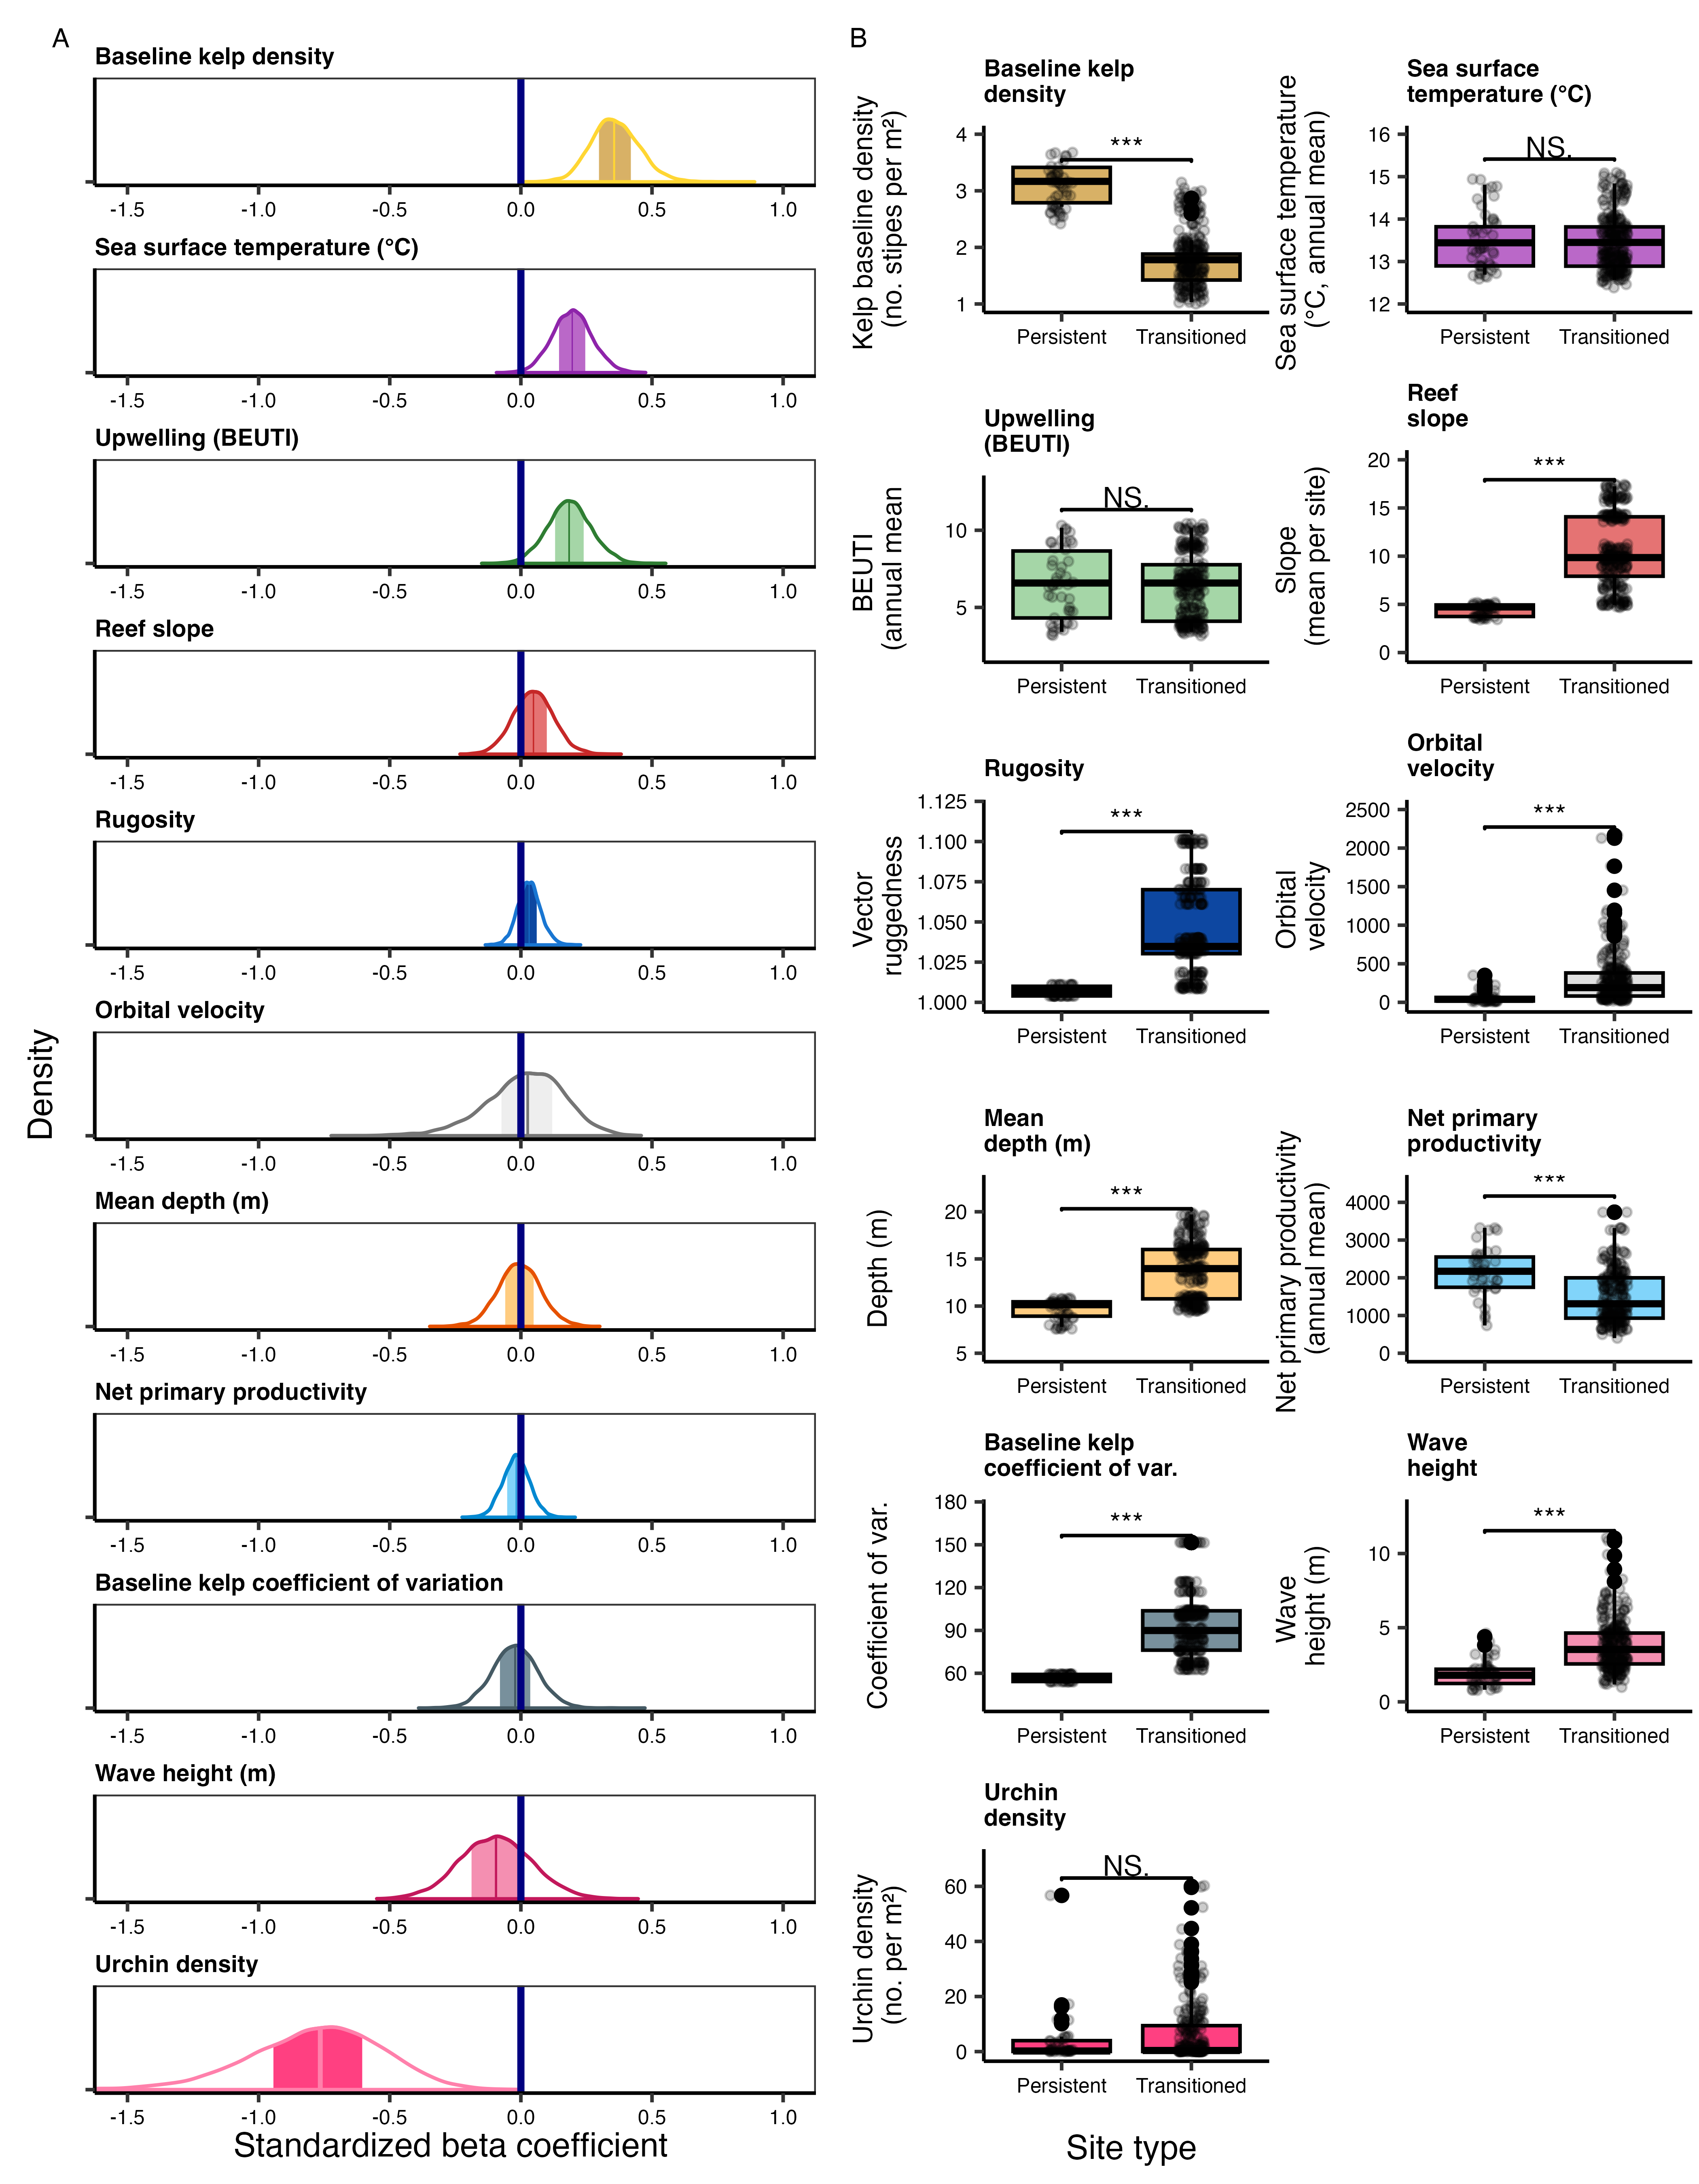 A
Baseline kelp density
-1.5 -1.0 -0.5 0.0 0.5 1.0
Sea surface temperature (°C)
-1.5 -1.0 -0.5 0.0 0.5 1.0
Upwelling (BEUTI)
-1.5 -1.0 -0.5 0.0 0.5 1.0
Reef slope
-1.5 -1.0 -0.5 0.0 0.5 1.0
Rugosity
-1.5 -1.0 -0.5 0.0 0.5 1.0
Orbital velocity
-1.5 -1.0 -0.5 0.0 0.5 1.0
Mean depth (m)
-1.5 -1.0 -0.5 0.0 0.5 1.0
Net primary productivity
-1.5 -1.0 -0.5 0.0 0.5 1.0
Baseline kelp coefficient of variation
-1.5 -1.0 -0.5 0.0 0.5 1.0
Wave height (m)
-1.5 -1.0 -0.5 0.0 0.5 1.0
Urchin density
-1.5 -1.0 -0.5 0.0 0.5 1.0
Density
Standardized beta coefficient
B
Baseline kelp
density
Kelp baseline density
(no. stipes per m²)
4
3
2
1
***
Persistent Transitioned
Sea surface
temperature (°C)
Sea surface temperature
(°C, annual mean)
16
15
14
13
12
NS.
Persistent Transitioned
Upwelling
(BEUTI)
BEUTI
(annual mean
10
5
NS.
Persistent Transitioned
Reef
slope
Slope
(mean per site)
20
15
10
5
0
***
Persistent Transitioned
Rugosity
Vector
ruggedness
1.125
1.100
1.075
1.050
1.025
1.000
***
Persistent Transitioned
Orbital
velocity
Orbital
velocity
2500
2000
1500
1000
500
0
***
Persistent Transitioned
Mean
depth (m)
Depth (m)
20
15
10
5
***
Persistent Transitioned
Net primary
productivity
Net primary productivity
(annual mean)
4000
3000
2000
1000
0
***
Persistent Transitioned
Baseline kelp
coefficient of var.
Coefficient of var.
180
150
120
90
60
***
Persistent Transitioned
Wave
height
Wave
height (m)
10
5
0
***
Persistent Transitioned
Urchin
density
Urchin density
(no. per m²)
60
40
20
0
NS.
Persistent Transitioned
Site type